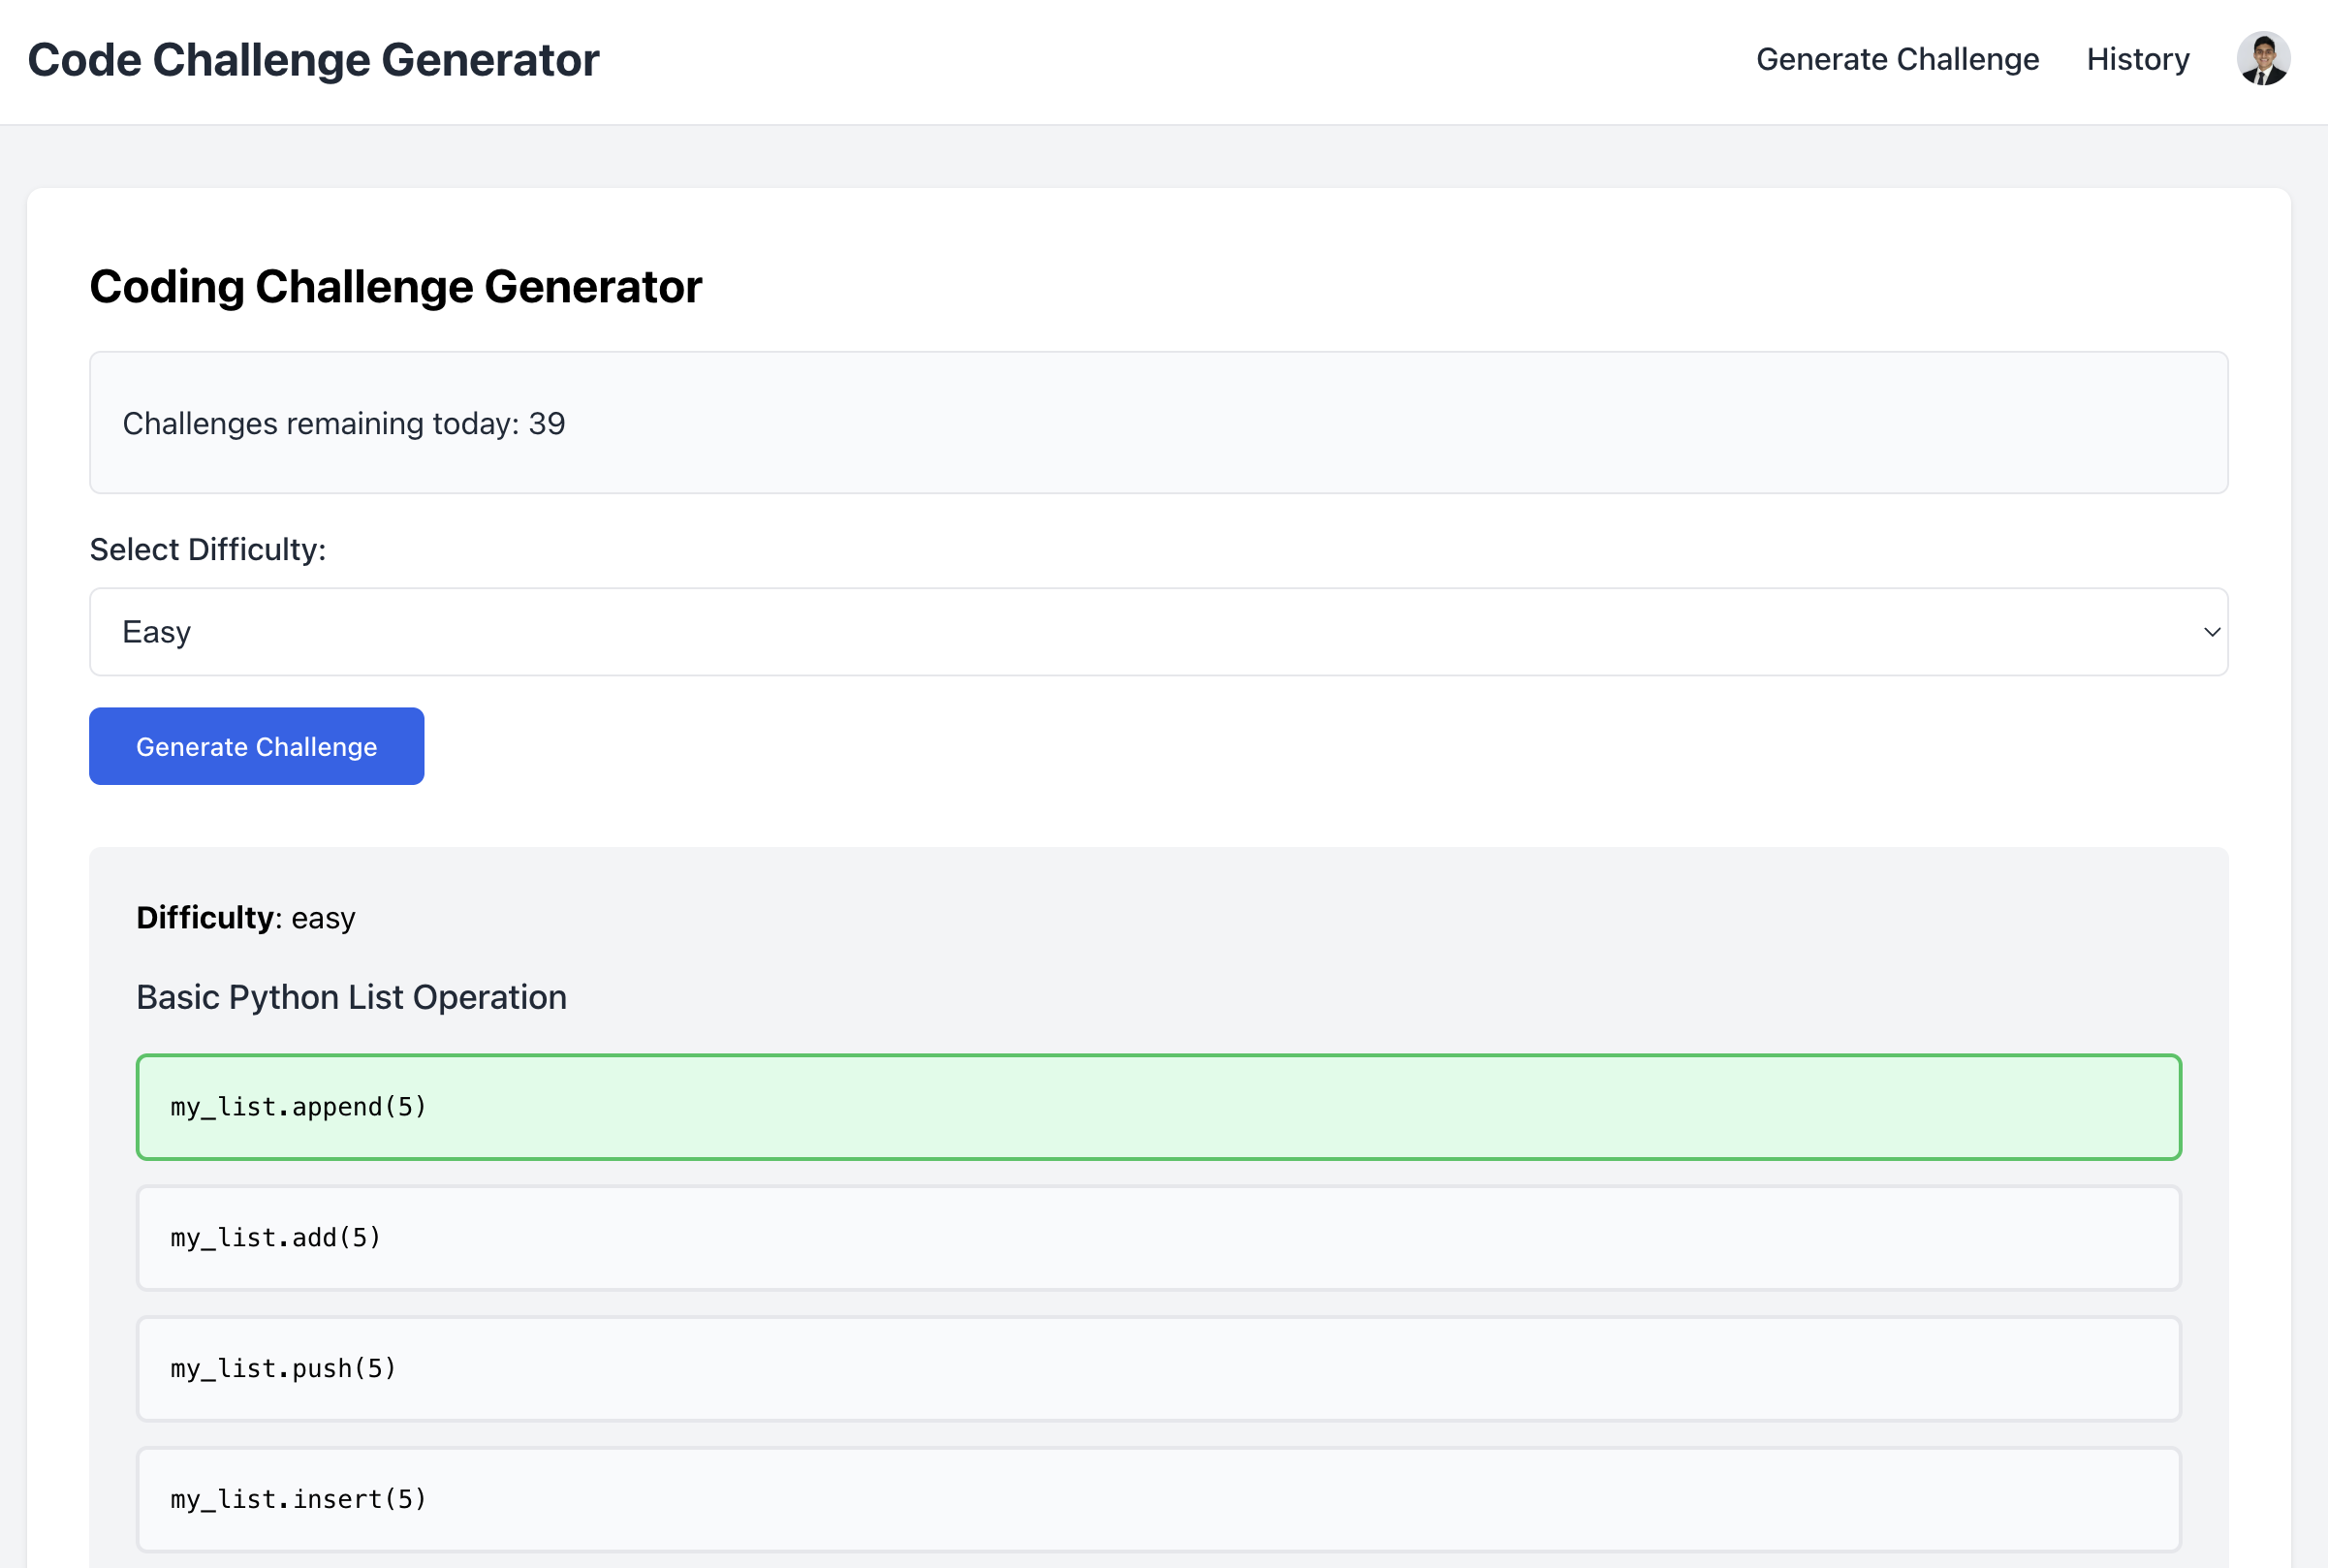 Code Challenge Generator
Generate Challenge
History
Coding Challenge Generator
Challenges remaining today: 39
Select Difficulty:
Easy
Generate Challenge
Difficulty: easy
Basic Python List Operation
my_list.append(5)
my_list.add(5)
my_list.push(5)
my_list.insert(5)